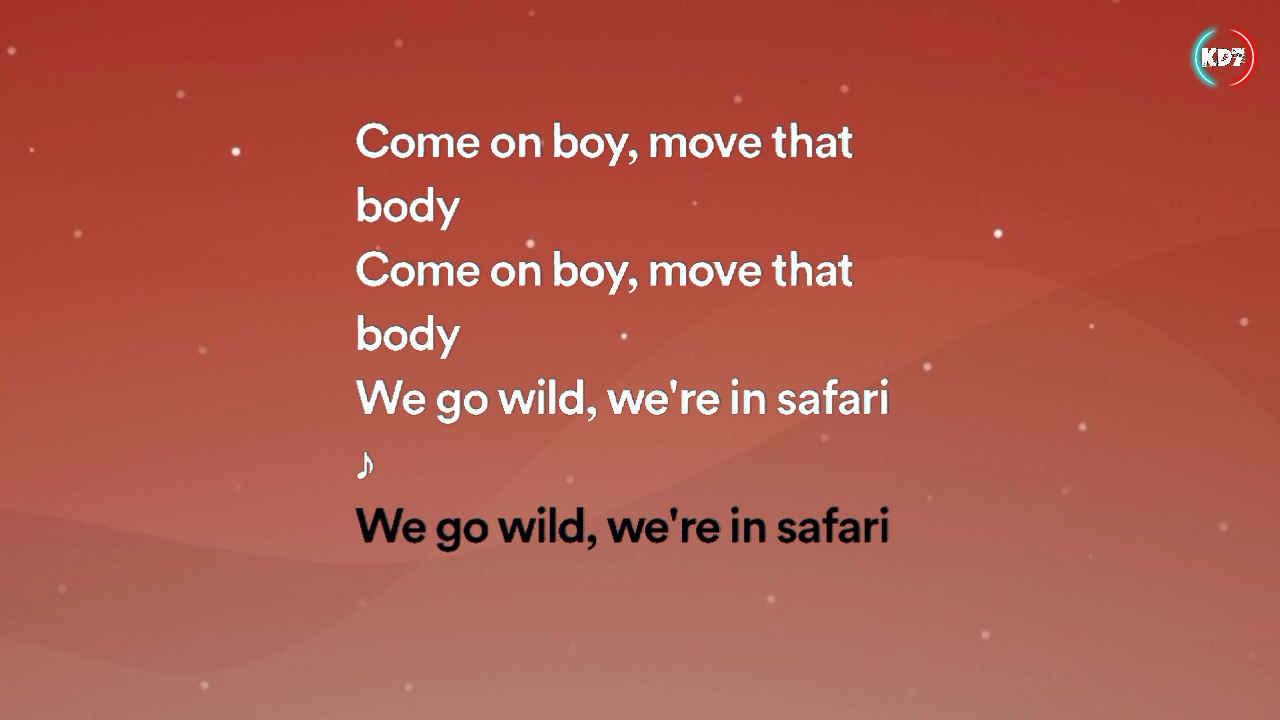 KD7
Come on boy, move that
body
Come on boy, move that
body
We go wild, we're in safari
♪
We go wild, we're in safari